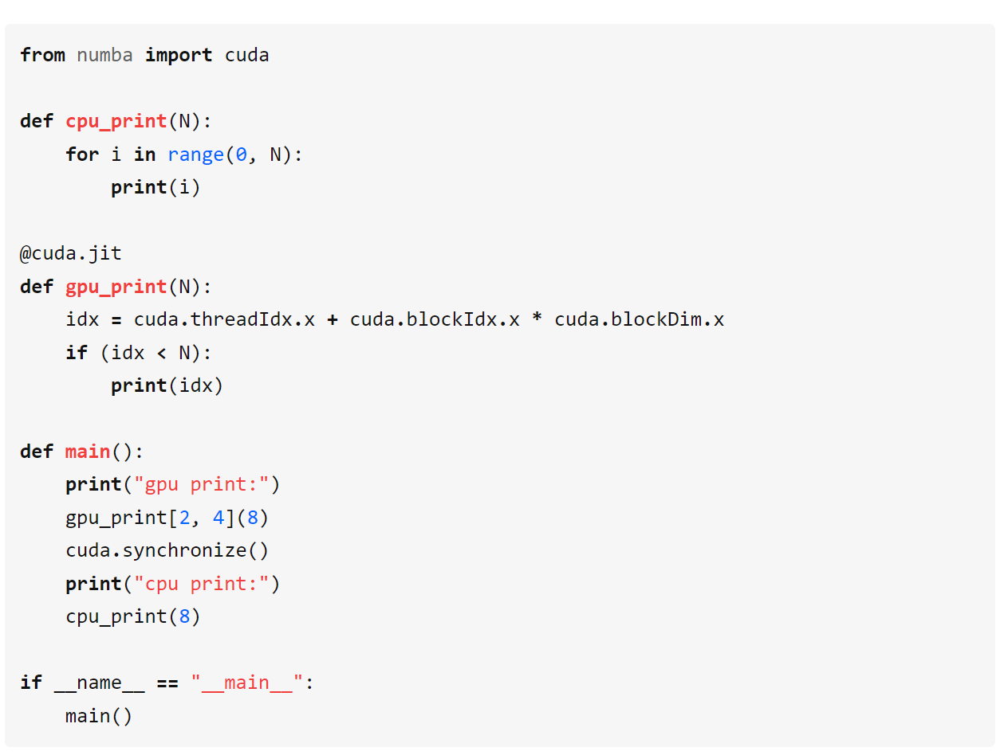 from numba import cuda

def cpu_print(N):
    for i in range(0, N):
        print(i)

@cuda.jit
def gpu_print(N):
    idx = cuda.threadIdx.x + cuda.blockIdx.x * cuda.blockDim.x
    if (idx < N):
        print(idx)

def main():
    print("gpu print:")
    gpu_print[2, 4](8)
    cuda.synchronize()
    print("cpu print:")
    cpu_print(8)

if __name__ == "__main__":
    main()